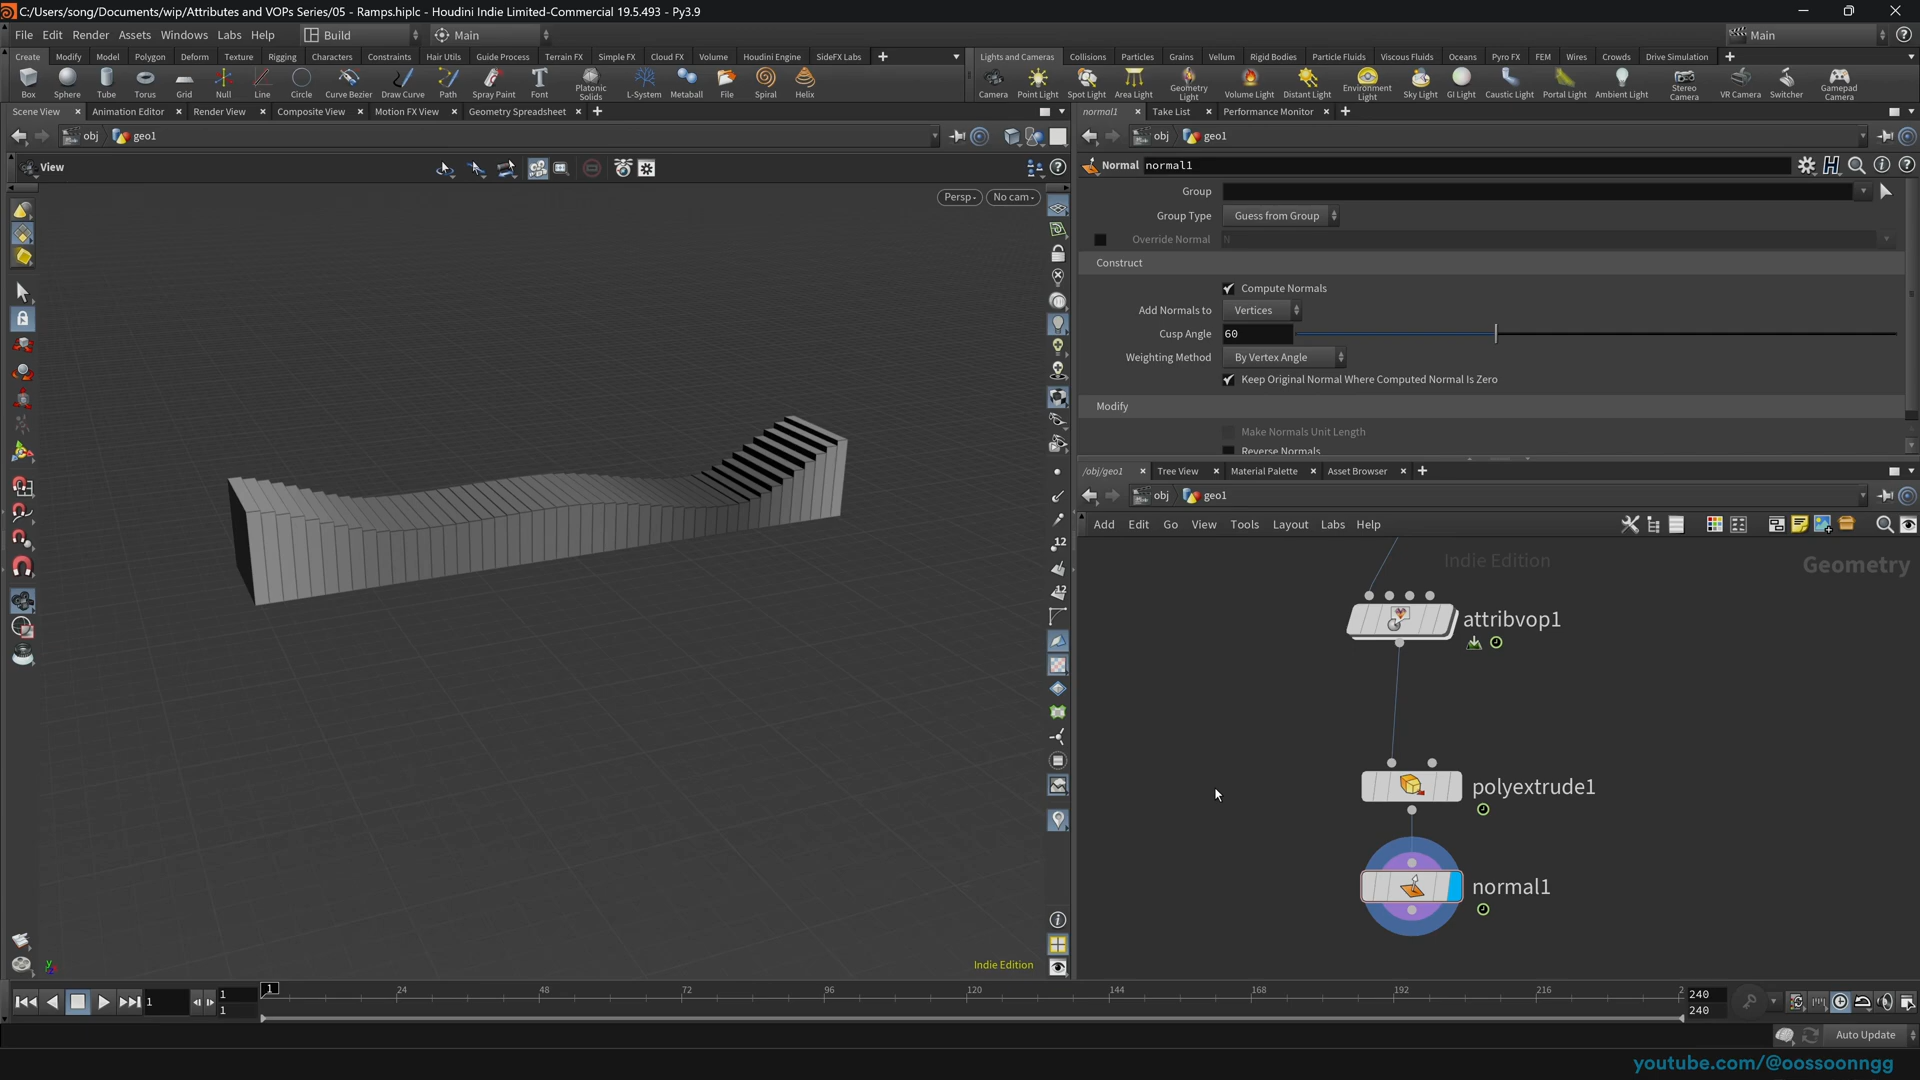 C:/Users/song/Documents/wip/Attributes and VOPs Series/05 - Ramps.hiplc - Houdini Indie Limited-Commercial 19.5.493 - Py3.9
File Edit Render Assets Windows Labs Help Build Main Main
Create Modify Model Polygon Deform Texture Rigging Characters Constraints Hair Utils Guide Process Terrain FX Simple FX Cloud FX Volume Houdini Engine SideFX Labs
Lights and Cameras Collisions Particles Grains Vellum Rigid Bodies Particle Fluids Viscous Fluids Oceans Pyro FX FEM Wires Crowds Drive Simulation
Box Sphere Tube Torus Grid Null Line Circle Curve Bezier Draw Curve Path Spray Paint Font Platonic Solids L-System Metaball File Spiral Helix
Camera Point Light Spot Light Area Light Geometry Light Volume Light Distant Light Environment Light Sky Light GI Light Caustic Light Portal Light Ambient Light Stereo Camera VR Camera Switcher Gamepad Camera
Scene View Animation Editor Render View Composite View Motion FX View Geometry Spreadsheet
normal1 Take List Performance Monitor
obj geo1
obj geo1
View
Normal normal1
Persp No cam
Group
Group Type Guess from Group
Override Normal N
Construct
Compute Normals
Add Normals to Vertices
Cusp Angle 60
Weighting Method By Vertex Angle
Keep Original Normal Where Computed Normal Is Zero
Modify
Make Normals Unit Length
Reverse Normals
/obj/geo1 Tree View Material Palette Asset Browser
obj geo1
Add Edit Go View Tools Layout Labs Help
Indie Edition
Geometry
12
12
attribvop1
polyextrude1
normal1
Indie Edition
1 1 1 1 24 48 72 96 120 144 168 192 216 2 240 240
Auto Update
youtube.com/@oossoonngg